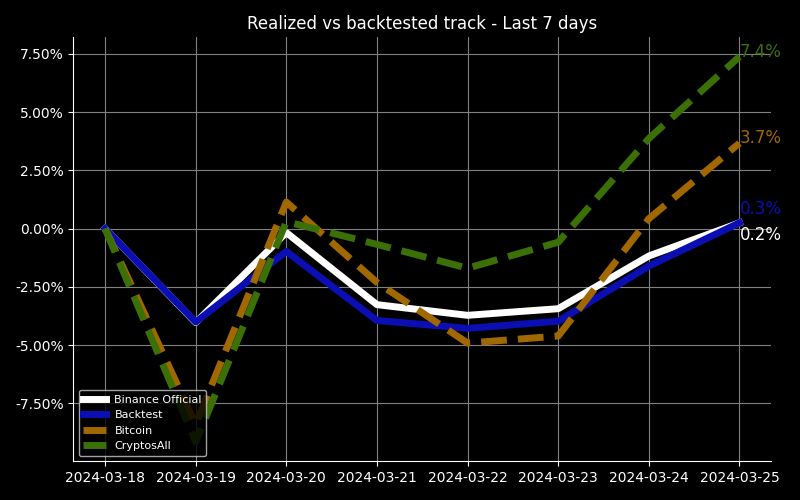 Realized vs backtested track - Last 7 days
7.50%
5.00%
2.50%
0.00%
-2.50%
-5.00%
-7.50%
7.4%
3.7%
0.3%
0.2%
Binance Official
Backtest
Bitcoin
CryptosAll
2024-03-18 2024-03-19 2024-03-20 2024-03-21 2024-03-22 2024-03-23 2024-03-24 2024-03-25